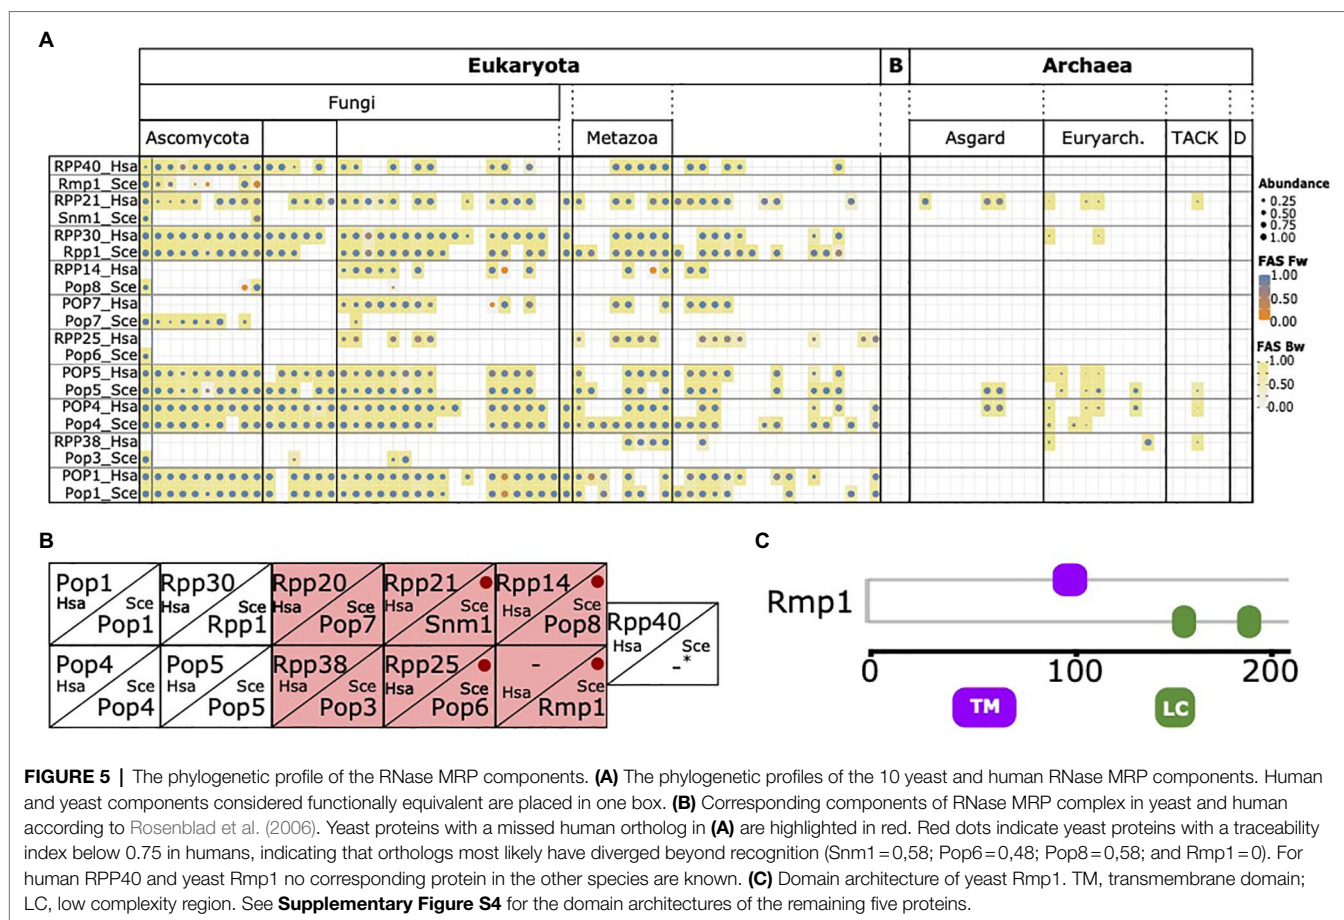 A
Eukaryota
B
Archaea
Fungi
Ascomycota
Metazoa
Asgard
Euryarch.
TACK
D
RPP40_Hsa
Rmp1_Sce
RPP21_Hsa
Snm1_Sce
RPP30_Hsa
Rpp1_Sce
RPP14_Hsa
Pop8_Sce
POP7_Hsa
Pop7_Sce
RPP25_Hsa
Pop6_Sce
POP5_Hsa
Pop5_Sce
POP4_Hsa
Pop4_Sce
RPP38_Hsa
Pop3_Sce
POP1_Hsa
Pop1_Sce
Abundance
0.25
0.50
0.75
1.00
FAS Fw
1.00
0.50
0.00
FAS Bw
1.00
0.50
0.00
B
Pop1
Hsa
Sce
Pop1
Rpp30
Hsa
Sce
Rpp1
Rpp20
Hsa
Sce
Pop7
Rpp21
Hsa
Sce
Snm1
Rpp14
Hsa
Sce
Pop8
Rpp40
Hsa
Sce
-*
Pop4
Hsa
Sce
Pop4
Pop5
Hsa
Sce
Pop5
Rpp38
Hsa
Sce
Pop3
Rpp25
Hsa
Sce
Pop6
-
Hsa
Sce
Rmp1
C
Rmp1
0
100
200
TM
LC
FIGURE 5 | The phylogenetic profile of the RNase MRP components. (A) The phylogenetic profiles of the 10 yeast and human RNase MRP components. Human
and yeast components considered functionally equivalent are placed in one box. (B) Corresponding components of RNase MRP complex in yeast and human
according to Rosenblad et al. (2006). Yeast proteins with a missed human ortholog in (A) are highlighted in red. Red dots indicate yeast proteins with a traceability
index below 0.75 in humans, indicating that orthologs most likely have diverged beyond recognition (Snm1=0,58; Pop6=0,48; Pop8=0,58; and Rmp1=0). For
human RPP40 and yeast Rmp1 no corresponding protein in the other species are known. (C) Domain architecture of yeast Rmp1. TM, transmembrane domain;
LC, low complexity region. See Supplementary Figure S4 for the domain architectures of the remaining five proteins.